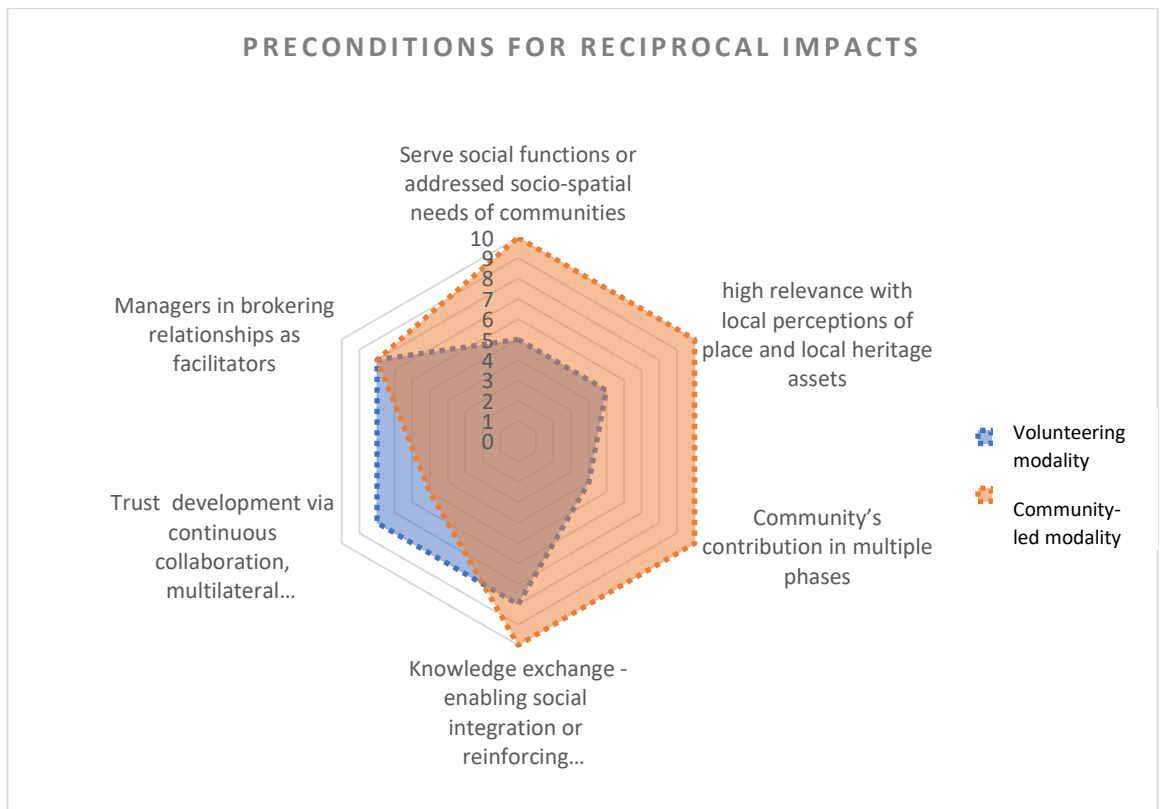 PRECONDITIONS FOR RECIPROCAL IMPACTS
Serve social functions or
addressed soco-spatial
needs of communities
10
9
8
7
6
5
4
3
2
1
0
high relevance with
local perceptions of
place and local heritage
assets
Community’s
contribution in multiple
phases
Knowledge exchange -
enabling social
integration or
reinforcing…
Trust development via
continuous
collaboration,
multilateral…
Managers in brokering
relationships as
facilitators
Volunteering
modality
Community-
led modality